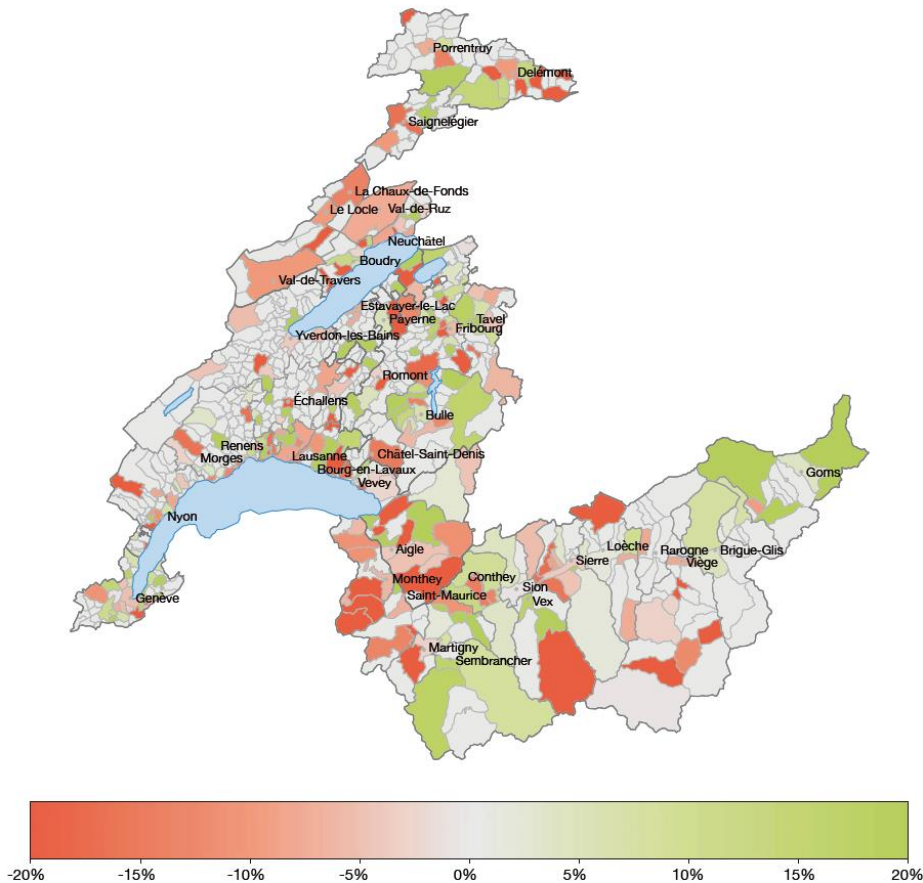 Porrentruy
Delémont
Saignelégier
La Chaux-de-Fonds
Le Locle
Val-de-Ruz
Neuchâtel
Boudry
Val-de-Travers
Estavayer-le-Lac
Payerne
Tavel
Fribourg
Yverdon-les-Bains
Romont
Échallens
Bulle
Renens
Morges
Lausanne
Châtel-Saint-Denis
Bourg-en-Lavaux
Vevey
Goms
Nyon
Aigle
Loèche
Rarogne
Brigue-Glis
Sierre
Viège
Monthey
Conthey
Saint-Maurice
Sion
Vex
Genève
Martigny
Sembrancher
-20% -15% -10% -5% 0% 5% 10% 15% 20%